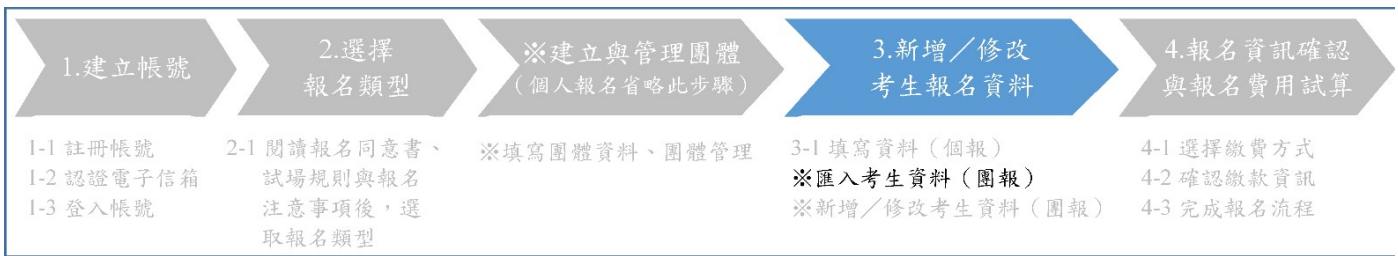 1.建立帳號
2.選擇
報名類型
※建立與管理團體
（個人報名省略此步驟）
3.新增／修改
考生報名資料
4.報名資訊確認
與報名費用試算
1-1 註冊帳號
1-2 認證電子信箱
1-3 登入帳號
2-1 閱讀報名同意書、
試場規則與報名
注意事項後，選
取報名類型
※填寫團體資料、團體管理
3-1 填寫資料（個報）
※匯入考生資料（團報）
※新增／修改考生資料（團報）
4-1 選擇繳費方式
4-2 確認繳款資訊
4-3 完成報名流程